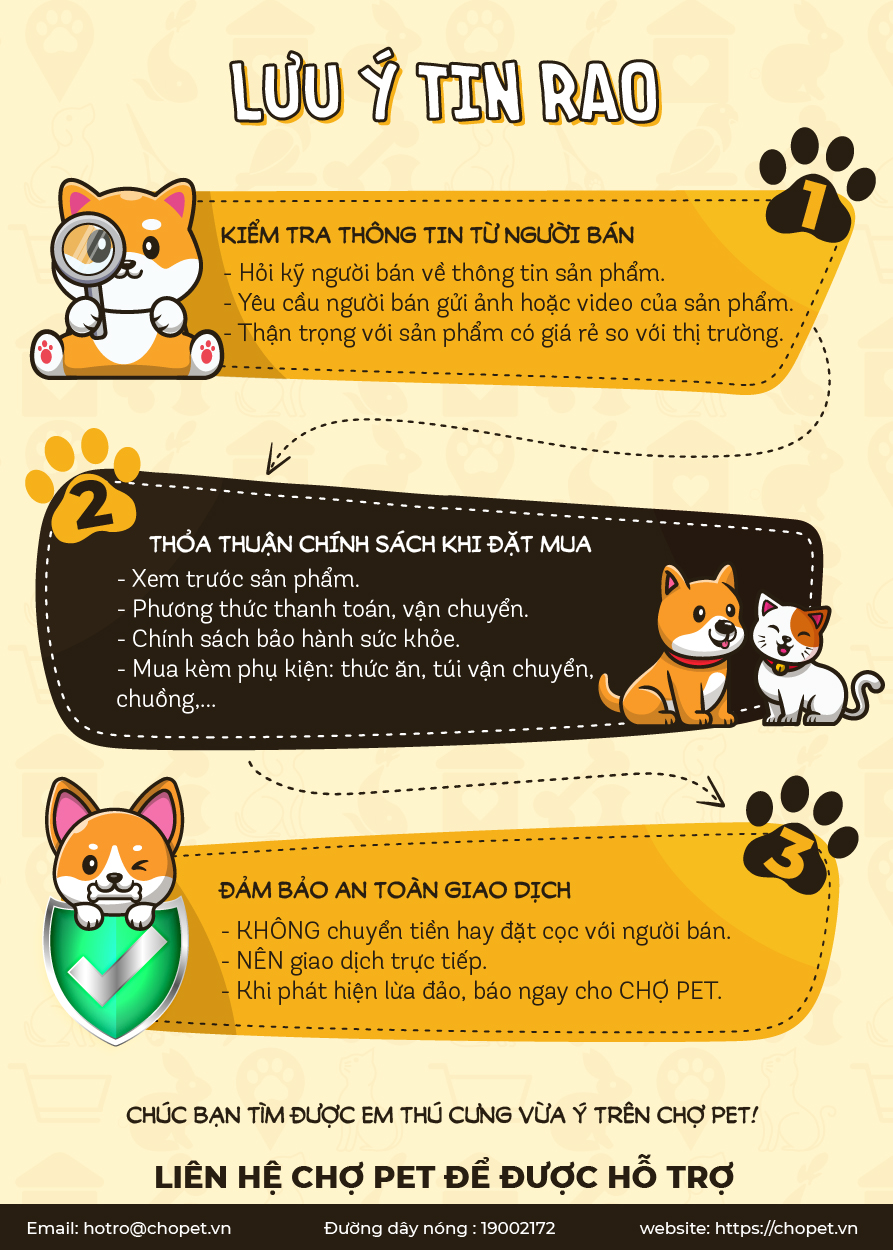 LƯU Ý TIN RAO
1
KIỂM TRA THÔNG TIN TỪ NGƯỜI BÁN
- Hỏi kỹ người bán về thông tin sản phẩm.
- Yêu cầu người bán gửi ảnh hoặc video của sản phẩm.
- Thận trọng với sản phẩm có giá rẻ so với thị trường.
2
THỎA THUẬN CHÍNH SÁCH KHI ĐẶT MUA
- Xem trước sản phẩm.
- Phương thức thanh toán, vận chuyển.
- Chính sách bảo hành sức khỏe.
- Mua kèm phụ kiện: thức ăn, túi vận chuyển,
chuồng,...
3
ĐẢM BẢO AN TOÀN GIAO DỊCH
- KHÔNG chuyển tiền hay đặt cọc với người bán.
- NÊN giao dịch trực tiếp.
- Khi phát hiện lừa đảo, báo ngay cho CHỢ PET.
CHÚC BẠN TÌM ĐƯỢC EM THÚ CƯNG VỪA Ý TRÊN CHỢ PET!
LIÊN HỆ CHỢ PET ĐỂ ĐƯỢC HỖ TRỢ
Email: hotro@chopet.vn Đường dây nóng : 19002172 website: https://chopet.vn